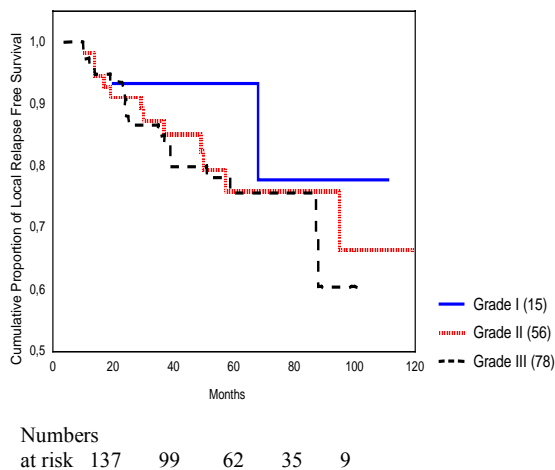 Cumulative Proportion of Local Relapse Free Survival
1,0
0,9
0,8
0,7
0,6
0,5
0 20 40 60 80 100 120
Months
Grade I (15)
Grade II (56)
Grade III (78)
Numbers
at risk 137 99 62 35 9